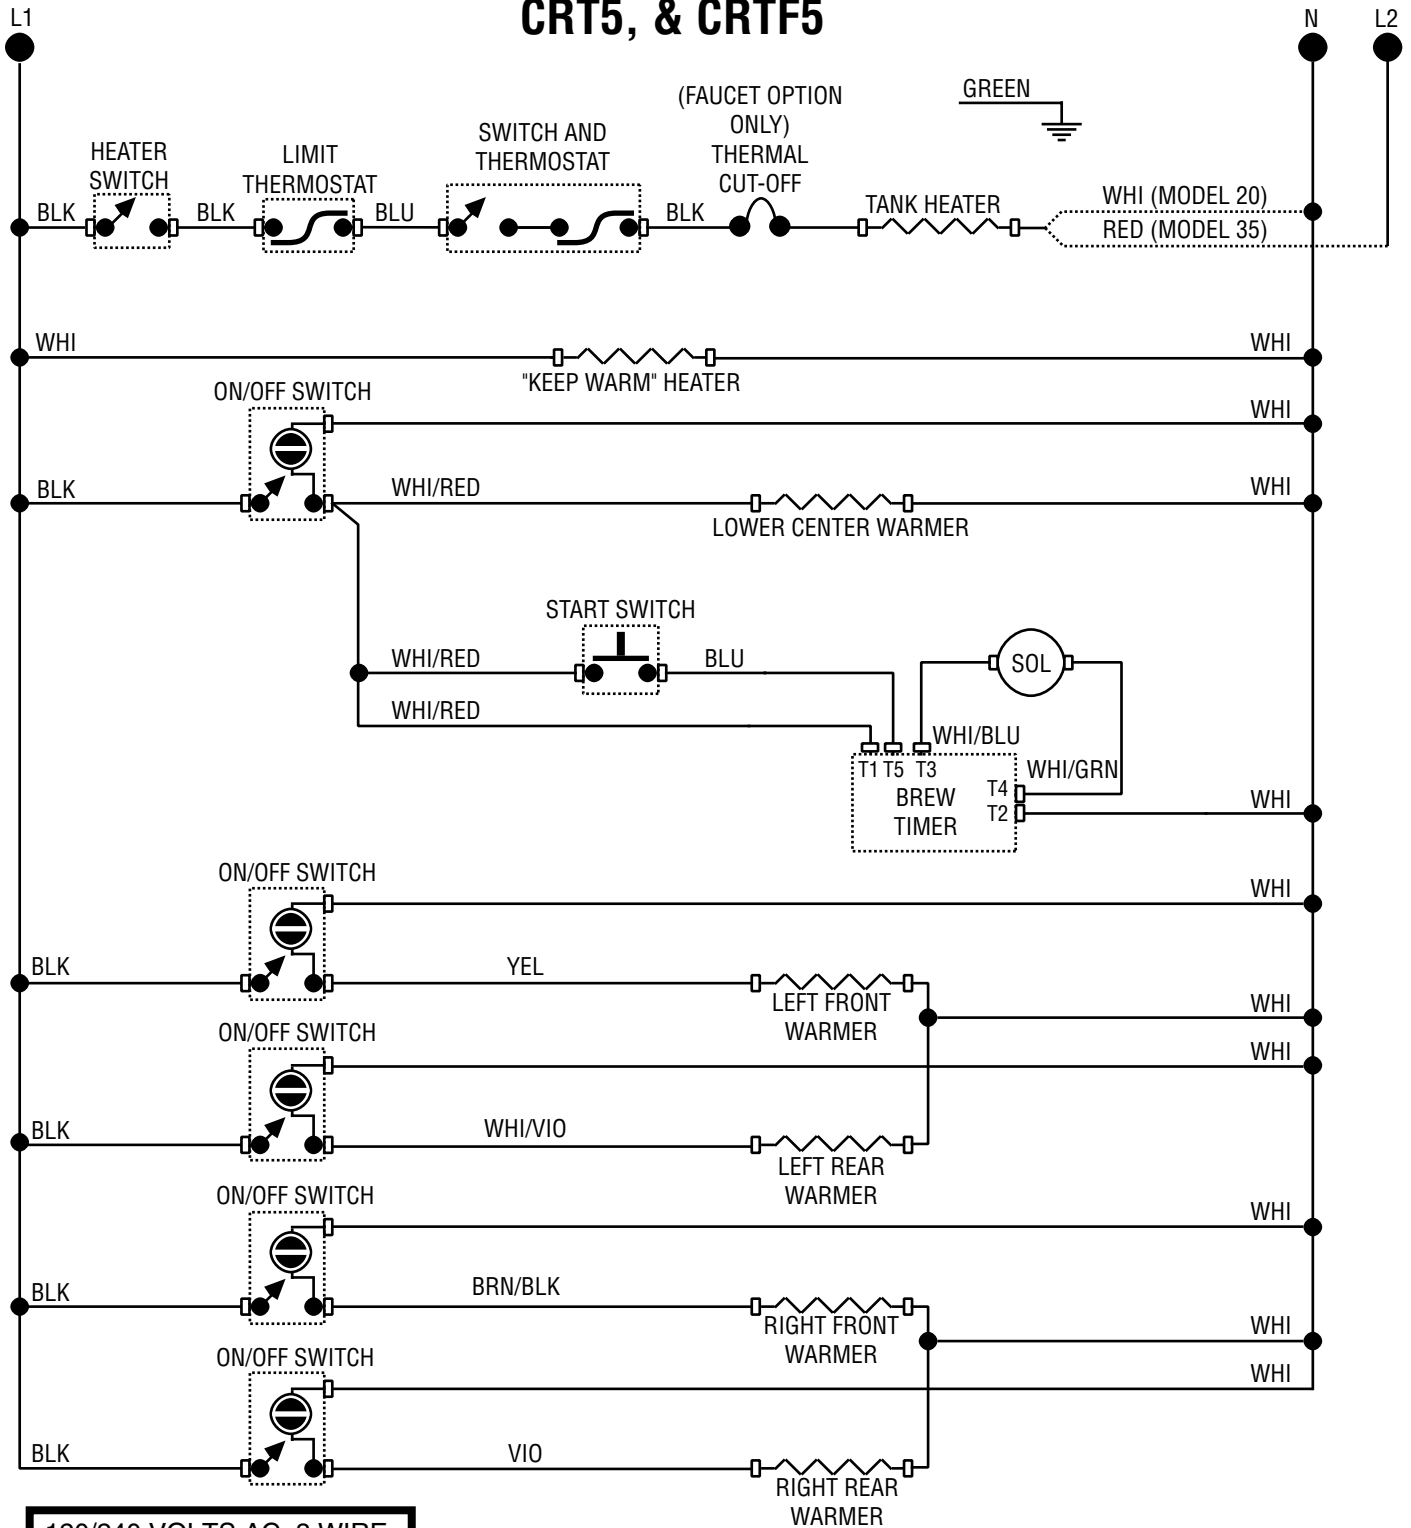 CRT5, & CRTF5
L1
N
L2
GREEN
(FAUCET OPTION
ONLY)
THERMAL
CUT-OFF
SWITCH AND
THERMOSTAT
HEATER
SWITCH
LIMIT
THERMOSTAT
TANK HEATER
WHI (MODEL 20)
RED (MODEL 35)
BLK
BLK
BLU
BLK
WHI
WHI
"KEEP WARM" HEATER
ON/OFF SWITCH
WHI
BLK
WHI/RED
WHI
LOWER CENTER WARMER
START SWITCH
WHI/RED
BLU
SOL
WHI/RED
WHI/BLU
T1
T5
T3
WHI/GRN
BREW
TIMER
T4
T2
WHI
ON/OFF SWITCH
WHI
BLK
YEL
LEFT FRONT
WARMER
WHI
ON/OFF SWITCH
WHI
BLK
WHI/VIO
LEFT REAR
WARMER
ON/OFF SWITCH
WHI
BLK
BRN/BLK
RIGHT FRONT
WARMER
WHI
ON/OFF SWITCH
WHI
BLK
VIO
RIGHT REAR
WARMER